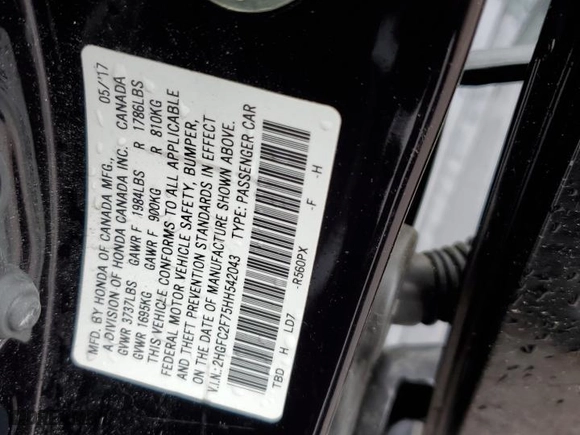 MFD. BY HONDA OF CANADA MFG., 05/17
A DIVISION OF HONDA CANADA INC. CANADA
GVWR 3737LBS GAWR F 1984LBS R 1786LBS
GVWR 1695KG GAWR F 900KG R 810KG
THIS VEHICLE CONFORMS TO ALL APPLICABLE
FEDERAL MOTOR VEHICLE SAFETY, BUMPER,
AND THEFT PREVENTION STANDARDS IN EFFECT
ON THE DATE OF MANUFACTURE SHOWN ABOVE.
V.I.N.: 2HGFC2F75HH542043 TYPE: PASSENGER CAR
TBD H LD7 -R560PX -F -H